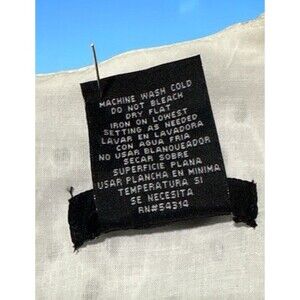 MACHINE WASH COLD
DO NOT BLEACH
DRY FLAT
IRON ON LOWEST
SETTING AS NEEDED
LAVAR EN LAVADORA
CON AGUA FRIA
NO USAR BLANQUEADOR
SECAR SOBRE
SUPERFICIE PLANA
USAR PLANCHA EN MINIMA
TEMPERATURA SI
SE NECESITA
RN#54314